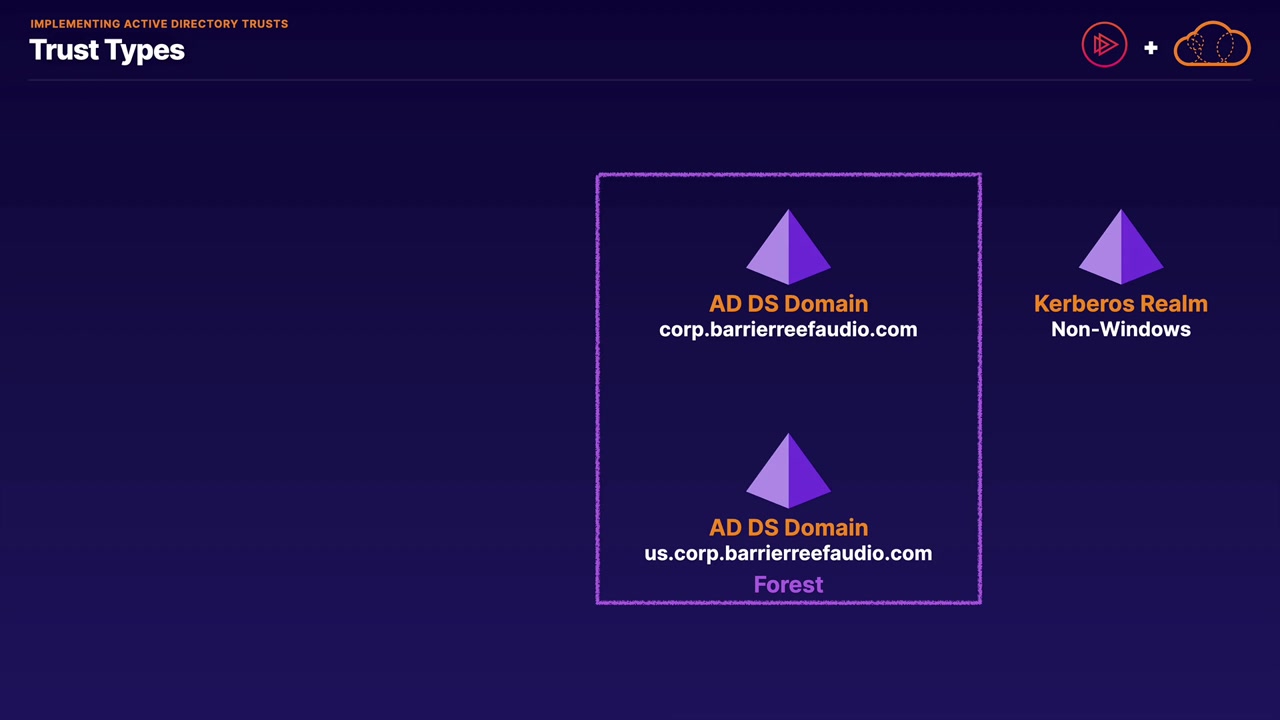 IMPLEMENTING ACTIVE DIRECTORY TRUSTS
Trust Types
+
AD DS Domain
corp.barrierreefaudio.com
Kerberos Realm
Non-Windows
AD DS Domain
us.corp.barrierreefaudio.com
Forest